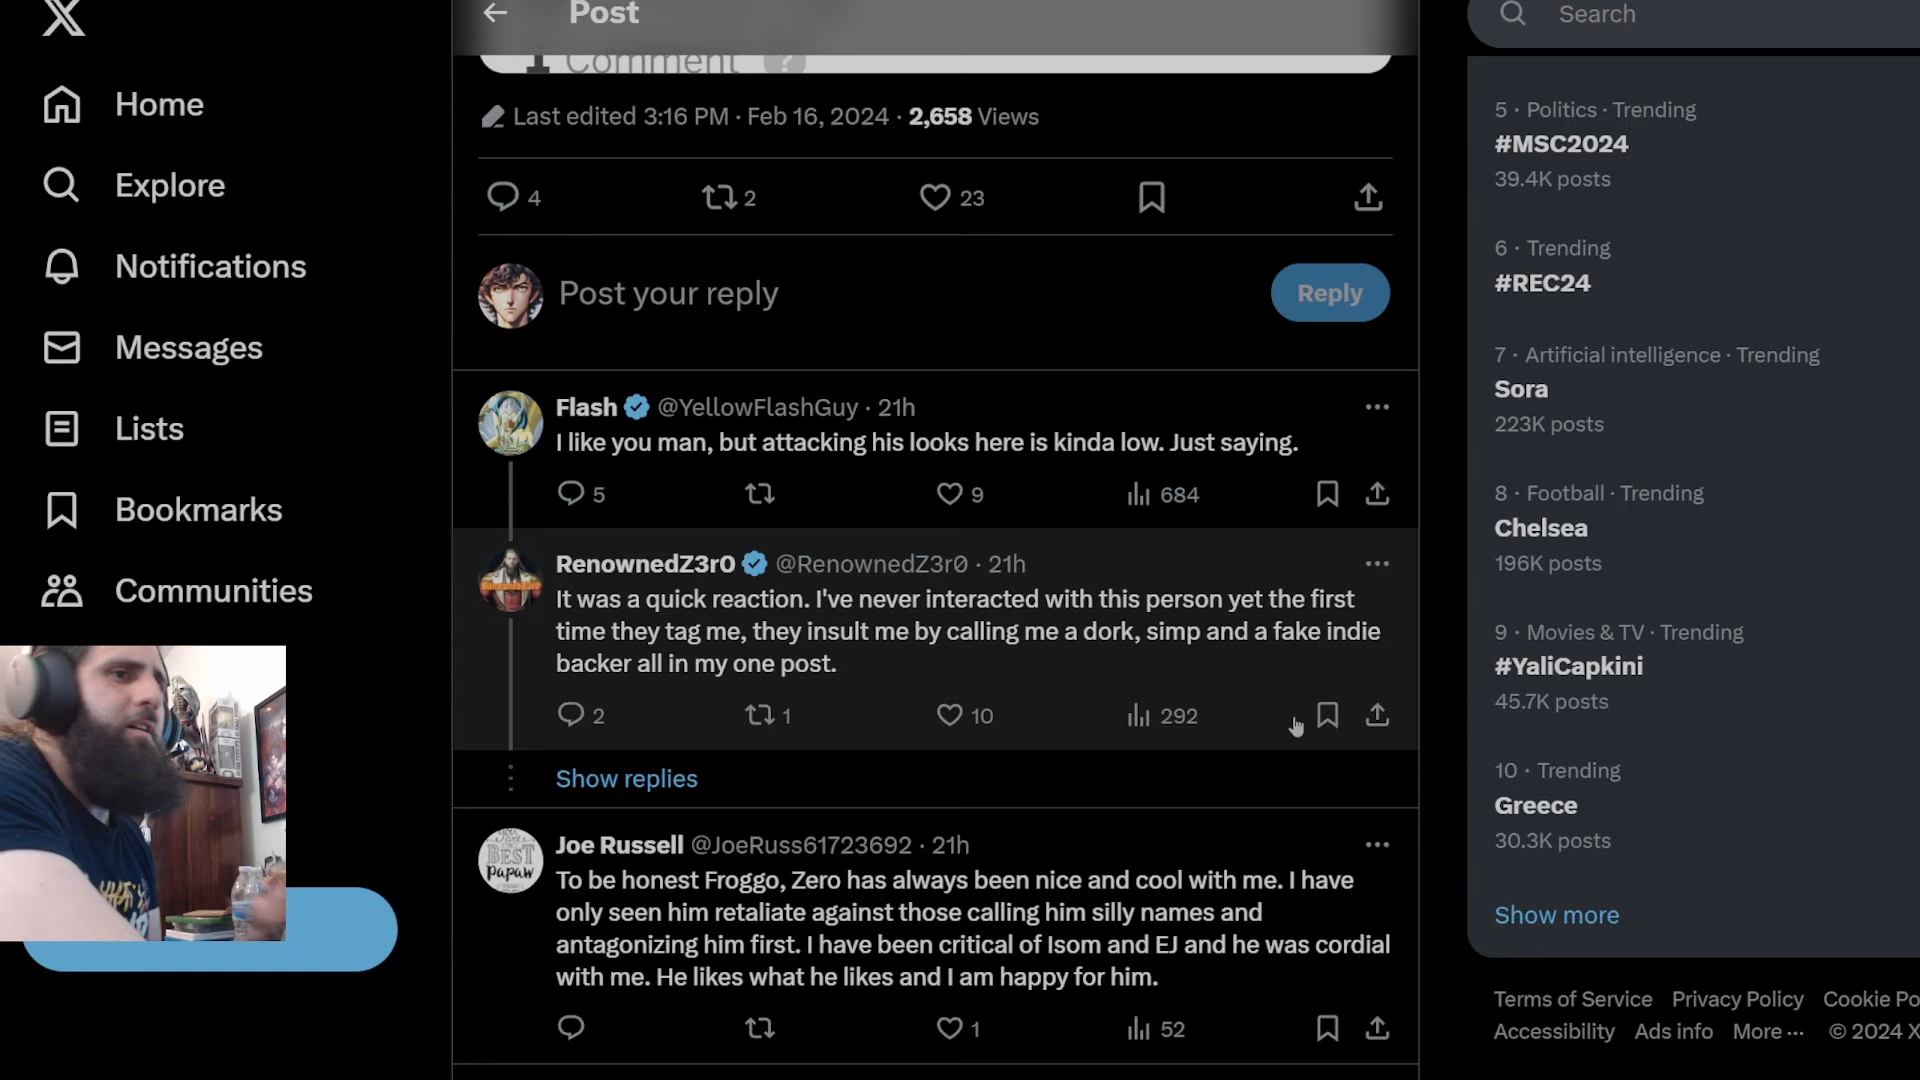 Post
Search
Comment ?
Last edited 3:16 PM · Feb 16, 2024 · 2,658 Views
4 2 23
Home
Explore
Notifications
Messages
Lists
Bookmarks
Communities
Post your reply
Reply
Flash @YellowFlashGuy · 21h
I like you man, but attacking his looks here is kinda low. Just saying.
5 9 684
RenownedZ3r0 @RenownedZ3r0 · 21h
It was a quick reaction. I've never interacted with this person yet the first
time they tag me, they insult me by calling me a dork, simp and a fake indie
backer all in my one post.
2 1 10 292
Show replies
YOU ARE
THE
BEST
papaw
Joe Russell @JoeRuss61723692 · 21h
To be honest Froggo, Zero has always been nice and cool with me. I have
only seen him retaliate against those calling him silly names and
antagonizing him first. I have been critical of Isom and EJ and he was cordial
with me. He likes what he likes and I am happy for him.
1 52
5 · Politics · Trending
#MSC2024
39.4K posts
6 · Trending
#REC24
7 · Artificial intelligence · Trending
Sora
223K posts
8 · Football · Trending
Chelsea
196K posts
9 · Movies & TV · Trending
#YaliCapkini
45.7K posts
10 · Trending
Greece
30.3K posts
Show more
Terms of Service Privacy Policy Cookie Po
Accessibility Ads info More ··· © 2024 X